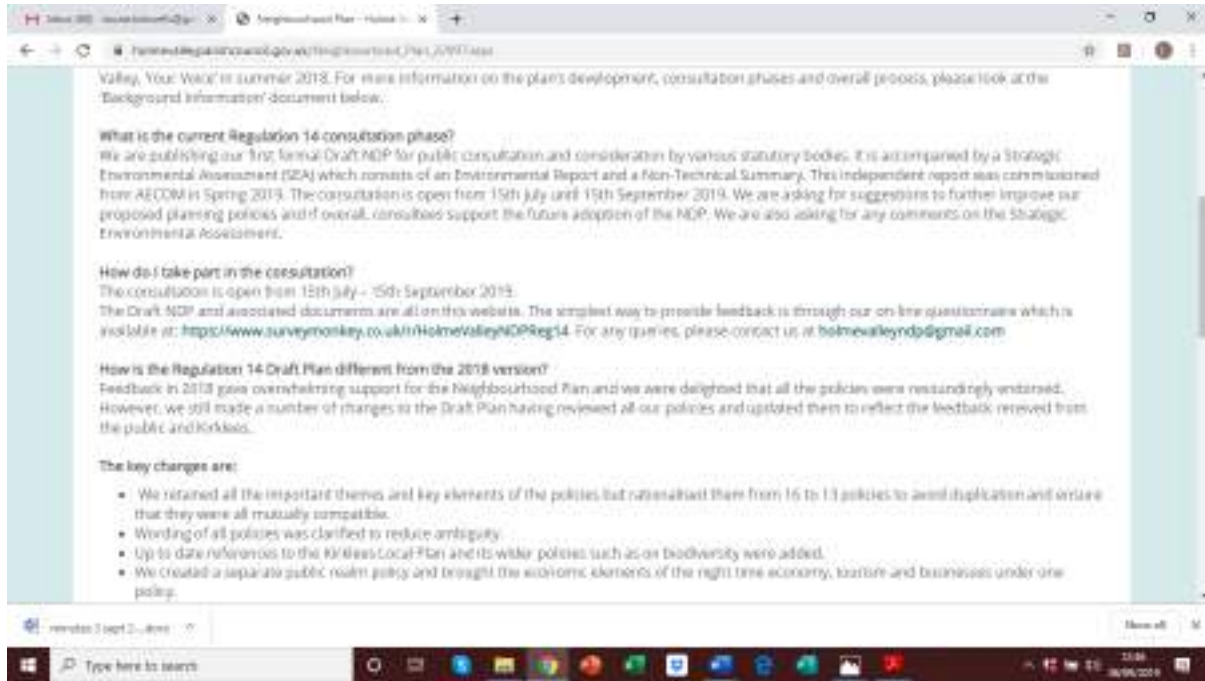 Neighbourhood Plan - Holme
Valley, Your Voice' in summer 2018. For more information on the plan's development, consultation phases and overall process, please look at the
'Background Information' document below.
What is the current Regulation 14 consultation phase?
We are publishing our first formal Draft NDP for public consultation and consideration by various statutory bodies. It is accompanied by a Strategic
Environmental Assessment (SEA) which consists of an Environmental Report and a Non-Technical Summary. This independent report was commissioned
from AECOM in Spring 2019. The consultation is open from 15th July until 15th September 2019. We are asking for suggestions to further improve our
proposed planning policies and if overall, consultees support the future adoption of the NDP. We are also asking for any comments on the Strategic
Environmental Assessment.
How do I take part in the consultation?
The consultation is open from 15th July – 15th September 2019.
The Draft NDP and associated documents are all on this website. The simplest way to provide feedback is through our on-line questionnaire which is
available at: https://www.surveymonkey.co.uk/r/HolmeValleyNDPReg14. For any queries, please contact us at holmevalleyndp@gmail.com
How is the Regulation 14 Draft Plan different from the 2018 version?
Feedback in 2018 gave overwhelming support for the Neighbourhood Plan and we were delighted that all the policies were resoundingly endorsed.
However, we still made a number of changes to the Draft Plan having reviewed all our policies and updated them to reflect the feedback received from
the public and Kirklees.
The key changes are:
• We retained all the important themes and key elements of the policies but rationalised them from 16 to 13 policies to avoid duplication and ensure
that they were all mutually compatible.
• Wording of all policies was clarified to reduce ambiguity.
• Up to date references to the Kirklees Local Plan and its wider policies such as on biodiversity were added.
• We created a separate public realm policy and brought the economic elements of the night time economy, tourism and businesses under one
policy.
Show all
Type here to search